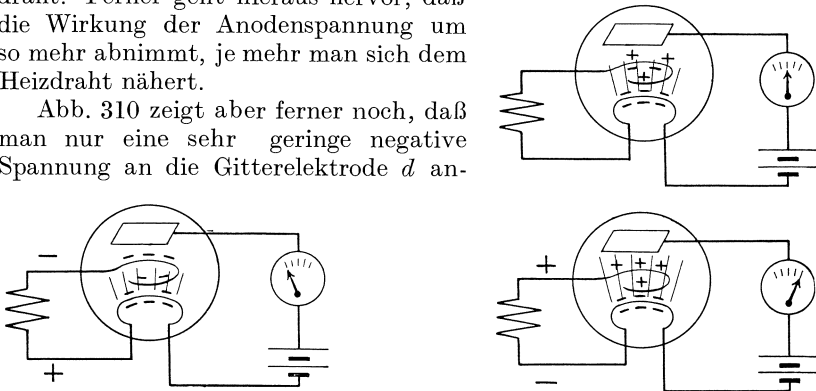 draht. Ferner geht hieraus hervor, daß
die Wirkung der Anodenspannung um
so mehr abnimmt, je mehr man sich dem
Heizdraht nähert.
Abb. 310 zeigt aber ferner noch, daß
man nur eine sehr geringe negative
Spannung an die Gitterelektrode d an-
−
+
+
−